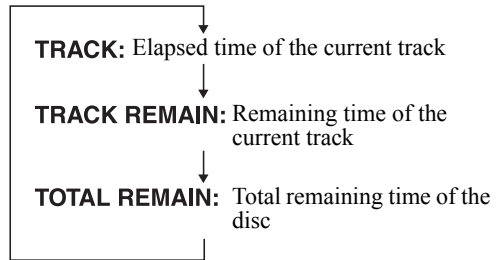 TRACK: Elapsed time of the current track
TRACK REMAIN: Remaining time of the
current track
TOTAL REMAIN: Total remaining time of the
disc